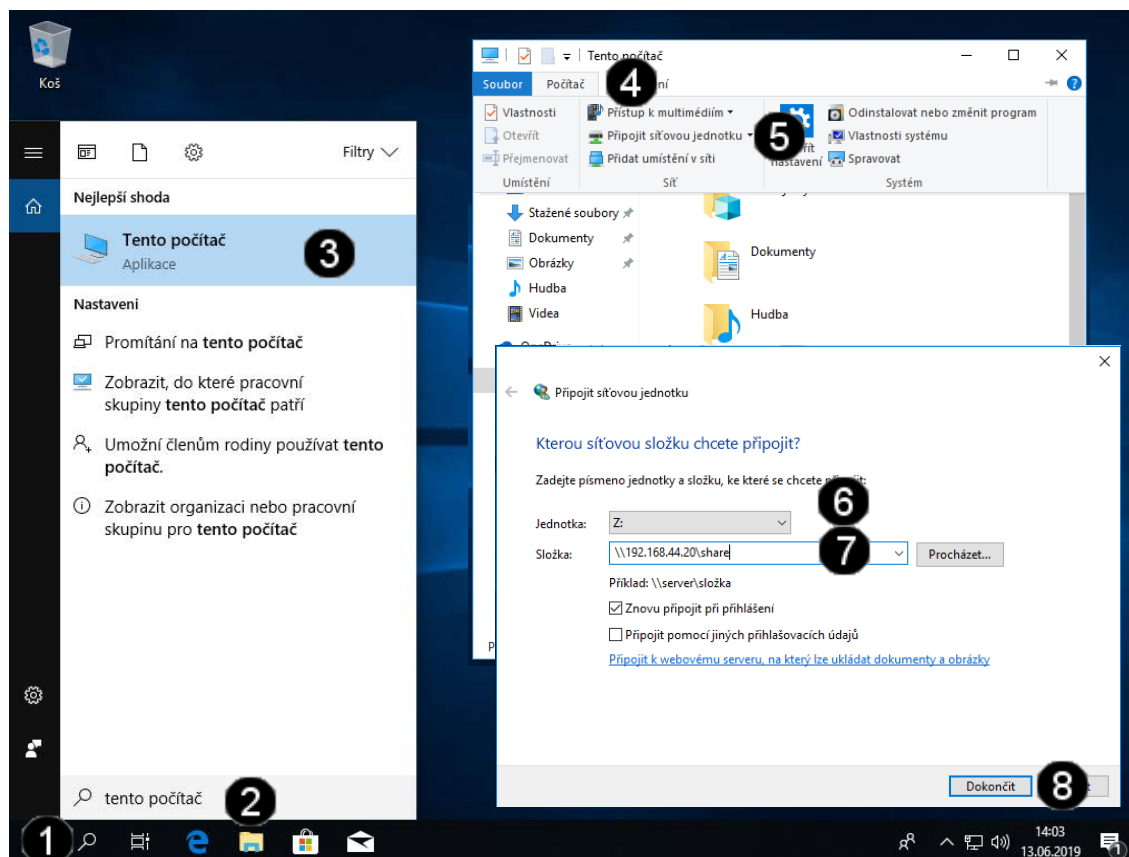 Koš
Filtry
Nejlepší shoda
Tento počítač
Aplikace
3
Nastaveni
Promítání na tento počítač
Zobrazit, do které pracovní
skupiny tento počítač patří
Umožní členům rodiny používat tento
počítač.
Zobrazit organizaci nebo pracovní
skupinu pro tento počítač
tento počítač
2
1
Tento počítač
Soubor Počítač
4
Vlastnosti
Otevřít
Přejmenovat
Umístění
Přístup k multimédiím
Připojit síťovou jednotku
5
Přidat umístění v síti
Síť
nastavení
Odinstalovat nebo změnit program
Vlastnosti systému
Spravovat
Systém
Stažené soubory
Dokumenty
Obrázky
Hudba
Videa
Dokumenty
Hudba
Připojit síťovou jednotku
Kterou síťovou složku chcete připojit?
Zadejte písmeno jednotky a složku, ke které se chcete
6
Jednotka: Z:
Složka: \\192.168.44.20\share
7
Procházet...
Příklad: \\server\složka
Znovu připojit při přihlášení
Připojit pomocí jiných přihlašovacích údajů
Připojit k webovému serveru, na který lze ukládat dokumenty a obrázky
Dokončit
8
14:03
13.06.2019
1